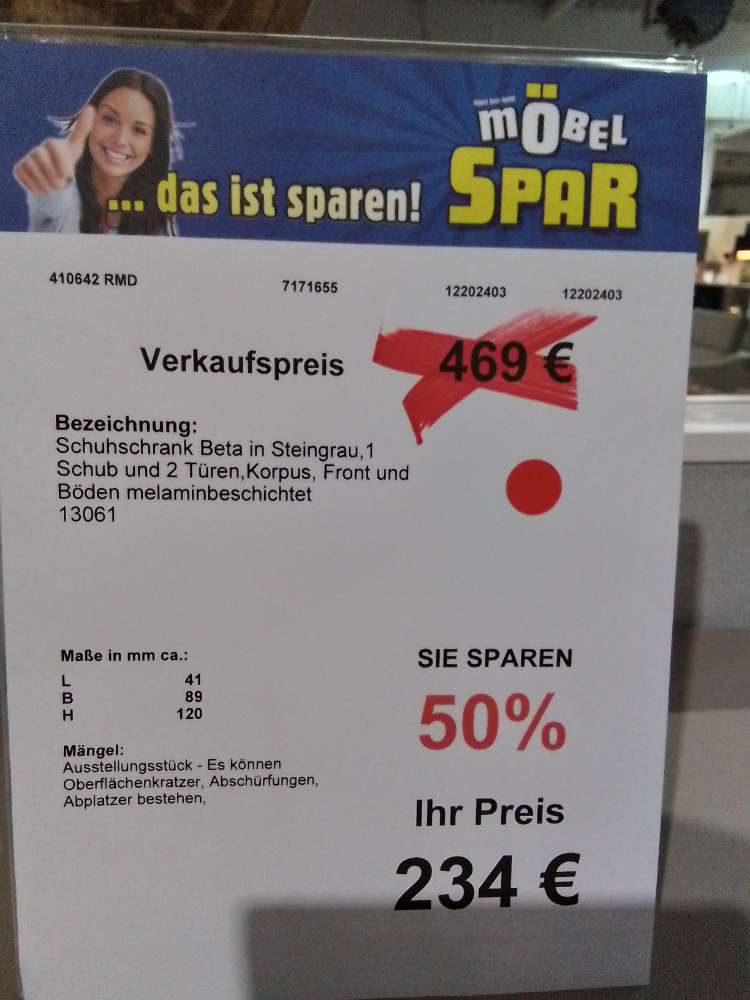 möBEL
SPAR
... das ist sparen!
410642 RMD 7171655 12202403 12202403
Verkaufspreis 469 €
Bezeichnung:
Schuhschrank Beta in Steingrau,1
Schub und 2 Türen,Korpus, Front und
Böden melaminbeschichtet
13061
Maße in mm ca.:
L 41
B 89
H 120
Mängel:
Ausstellungsstück - Es können
Oberflächenkratzer, Abschürfungen,
Abplatzer bestehen,
SIE SPAREN
50%
Ihr Preis
234 €